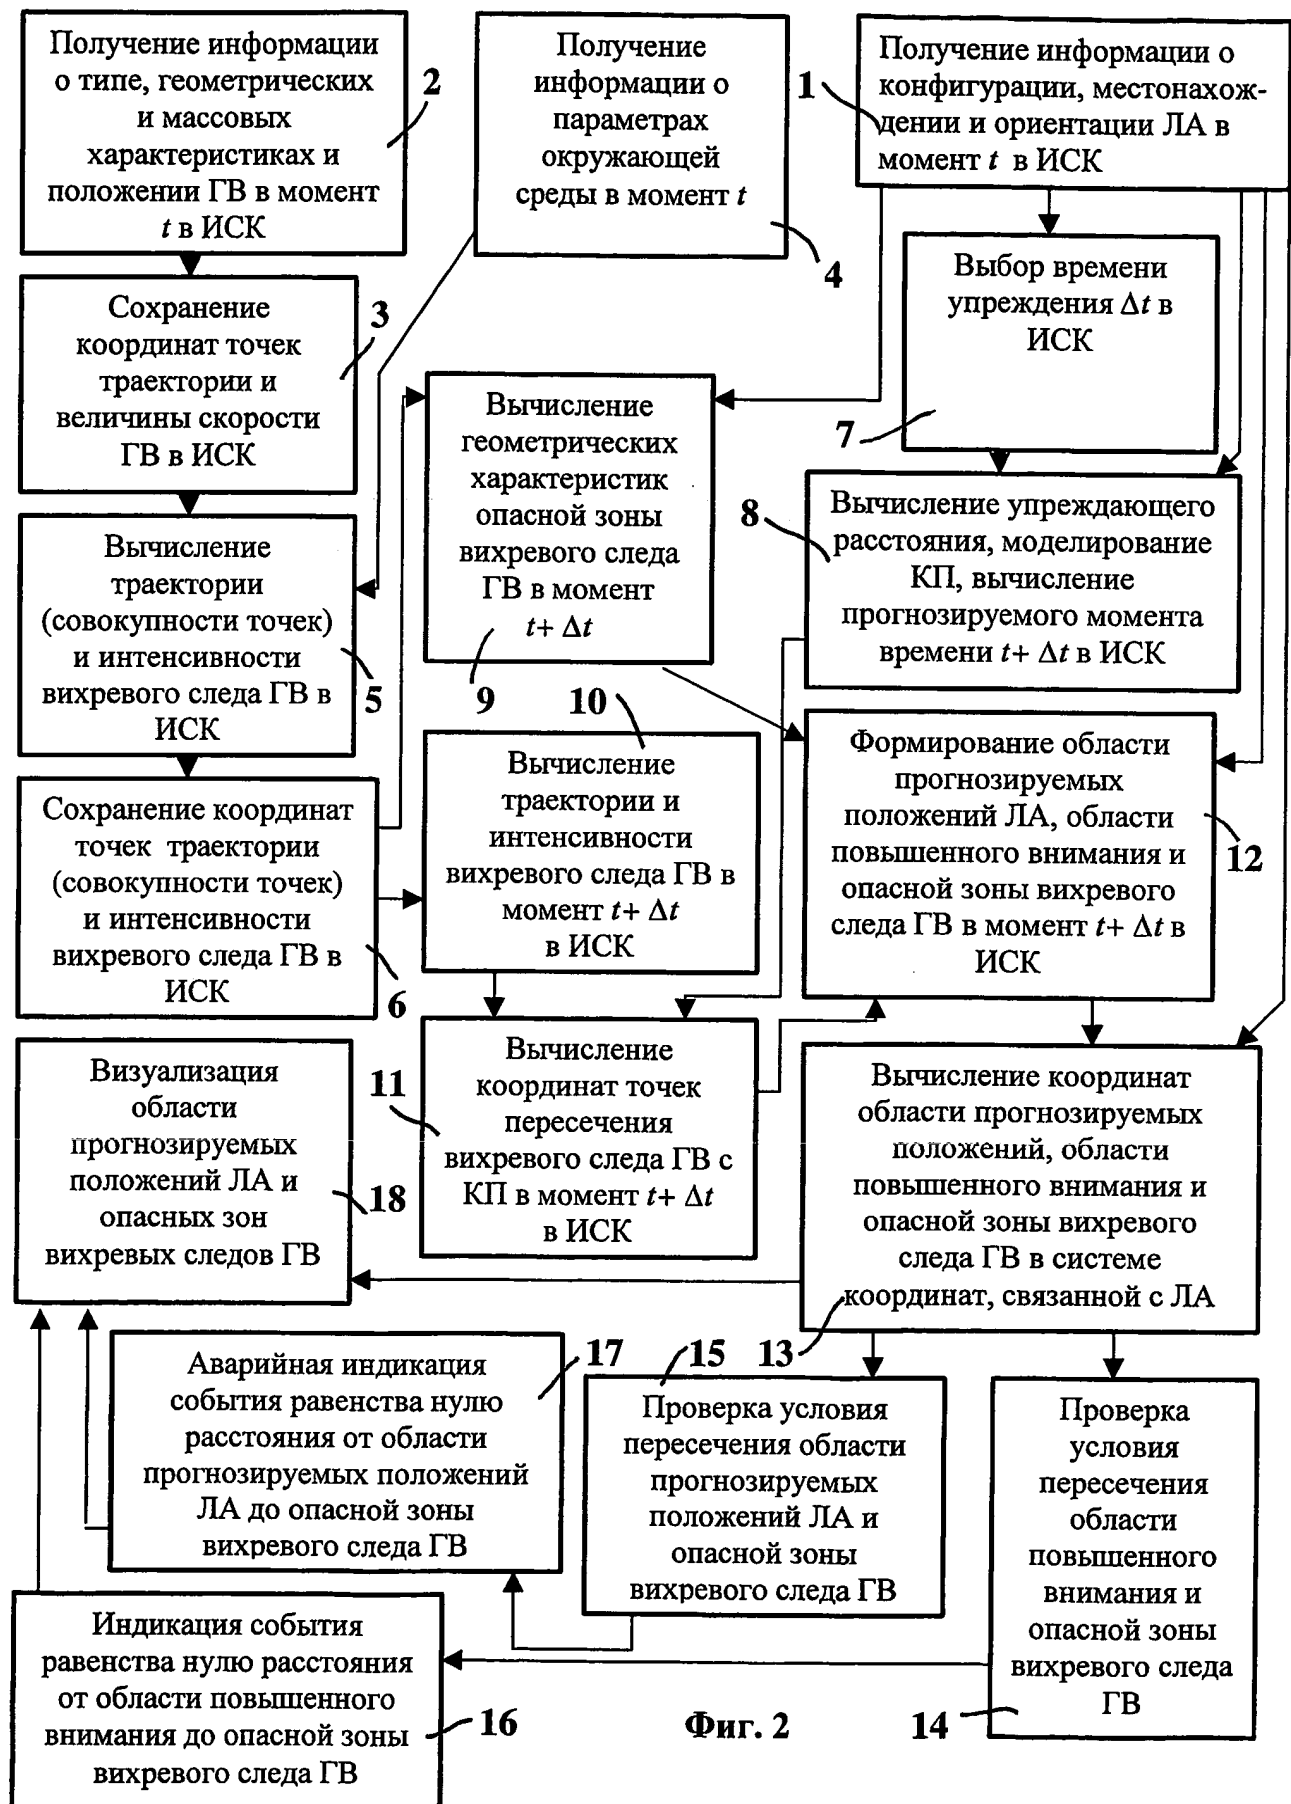 Получение информации
о типе, геометрических
и массовых
характеристиках и
положении ГВ в момент
t в ИСК
2
Получение
информации о
параметрах
окружающей
среды в момент t
4
Получение информации о
конфигурации, местонахож-
дении и ориентации ЛА в
момент t в ИСК
1
Сохранение
координат точек
траектории и
величины скорости
ГВ в ИСК
3
Выбор времени
упреждения Δt в
ИСК
7
Вычисление
геометрических
характеристик
опасной зоны
вихревого следа
ГВ в момент
t+ Δt
9
Вычисление упреждающего
расстояния, моделирование
КП, вычисление
прогнозируемого момента
времени t+ Δt в ИСК
8
Вычисление
траектории
(совокупности точек)
и интенсивности
вихревого следа ГВ в
ИСК
5
10
Вычисление
траектории и
интенсивности
вихревого следа ГВ в
момент t+ Δt
в ИСК
Формирование области
прогнозируемых
положений ЛА, области
повышенного внимания и
опасной зоны вихревого
следа ГВ в момент t+ Δt в
ИСК
12
Сохранение координат
точек траектории
(совокупности точек)
и интенсивности
вихревого следа ГВ в
ИСК
6
Вычисление
координат точек
пересечения
вихревого следа ГВ с
КП в момент t+ Δt
в ИСК
11
Вычисление координат
области прогнозируемых
положений, области
повышенного внимания и
опасной зоны вихревого
следа ГВ в системе
координат, связанной с ЛА
13
Визуализация
области
прогнозируемых
положений ЛА и
опасных зон
вихревых следов ГВ
18
Аварийная индикация
события равенства нулю
расстояния от области
прогнозируемых положений
ЛА до опасной зоны
вихревого следа ГВ
17
15
Проверка условия
пересечения области
прогнозируемых
положений ЛА и
опасной зоны
вихревого следа ГВ
Проверка
условия
пересечения
области
повышенного
внимания и
опасной зоны
вихревого следа
ГВ
14
Индикация события
равенства нулю расстояния
от области повышенного
внимания до опасной зоны
вихревого следа ГВ
16
Фиг. 2